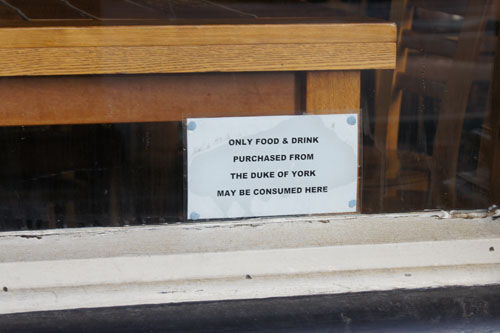 ONLY FOOD & DRINK
PURCHASED FROM
THE DUKE OF YORK
MAY BE CONSUMED HERE